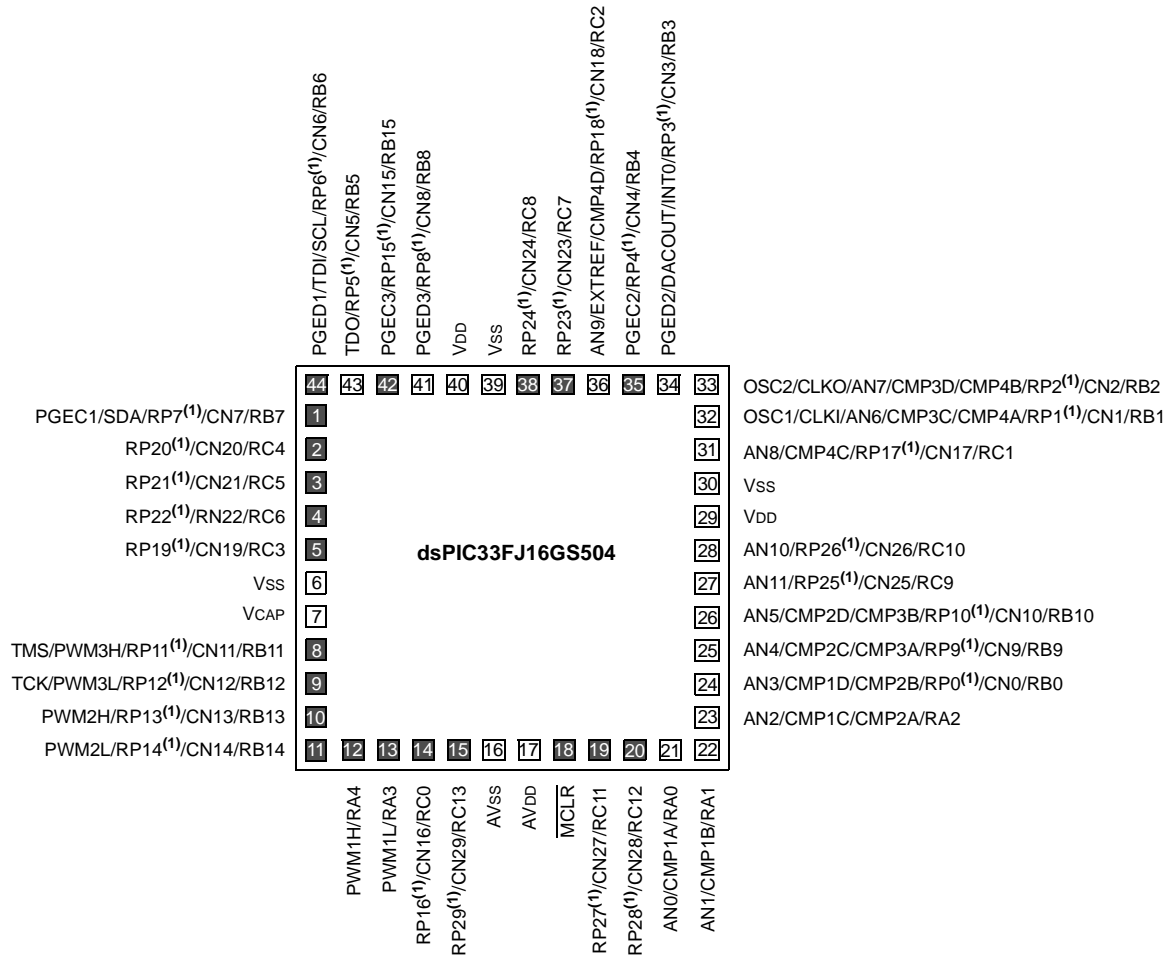 PGED1/TDI/SCL/RP6(1)/CN6/RB6
TDO/RP5(1)/CN5/RB5
PGEC3/RP15(1)/CN15/RB15
PGED3/RP8(1)/CN8/RB8
VDD
VSS
RP24(1)/CN24/RC8
RP23(1)/CN23/RC7
AN9/EXTREF/CMP4D/RP18(1)/CN18/RC2
PGEC2/RP4(1)/CN4/RB4
PGED2/DACOUT/INT0/RP3(1)/CN3/RB3
44 43 42 41 40 39 38 37 36 35 34 33 OSC2/CLKO/AN7/CMP3D/CMP4B/RP2(1)/CN2/RB2
PGEC1/SDA/RP7(1)/CN7/RB7 1
32 OSC1/CLKI/AN6/CMP3C/CMP4A/RP1(1)/CN1/RB1
RP20(1)/CN20/RC4 2
31 AN8/CMP4C/RP17(1)/CN17/RC1
RP21(1)/CN21/RC5 3
30 VSS
RP22(1)/RN22/RC6 4
29 VDD
RP19(1)/CN19/RC3 5
dsPIC33FJ16GS504
28 AN10/RP26(1)/CN26/RC10
VSS 6
27 AN11/RP25(1)/CN25/RC9
VCAP 7
26 AN5/CMP2D/CMP3B/RP10(1)/CN10/RB10
TMS/PWM3H/RP11(1)/CN11/RB11 8
25 AN4/CMP2C/CMP3A/RP9(1)/CN9/RB9
TCK/PWM3L/RP12(1)/CN12/RB12 9
24 AN3/CMP1D/CMP2B/RP0(1)/CN0/RB0
PWM2H/RP13(1)/CN13/RB13 10
23 AN2/CMP1C/CMP2A/RA2
PWM2L/RP14(1)/CN14/RB14 11 12 13 14 15 16 17 18 19 20 21 22
PWM1H/RA4
PWM1L/RA3
RP16(1)/CN16/RC0
RP29(1)/CN29/RC13
AVSS
AVDD
MCLR
RP27(1)/CN27/RC11
RP28(1)/CN28/RC12
AN0/CMP1A/RA0
AN1/CMP1B/RA1